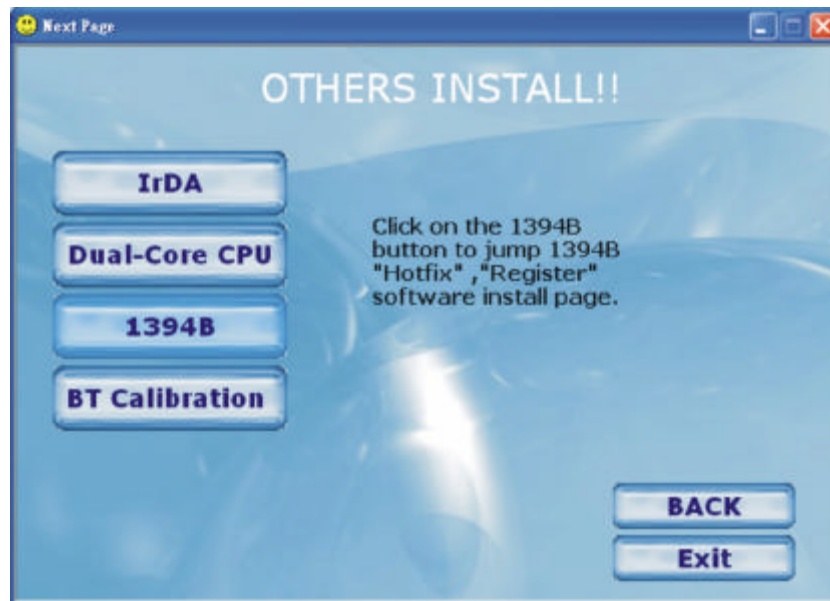 Next Page
OTHERS INSTALL!!
IrDA
Dual-Core CPU
1394B
BT Calibration
Click on the 1394B
button to jump 1394B
"Hotfix" ,"Register"
software install page.
BACK
Exit